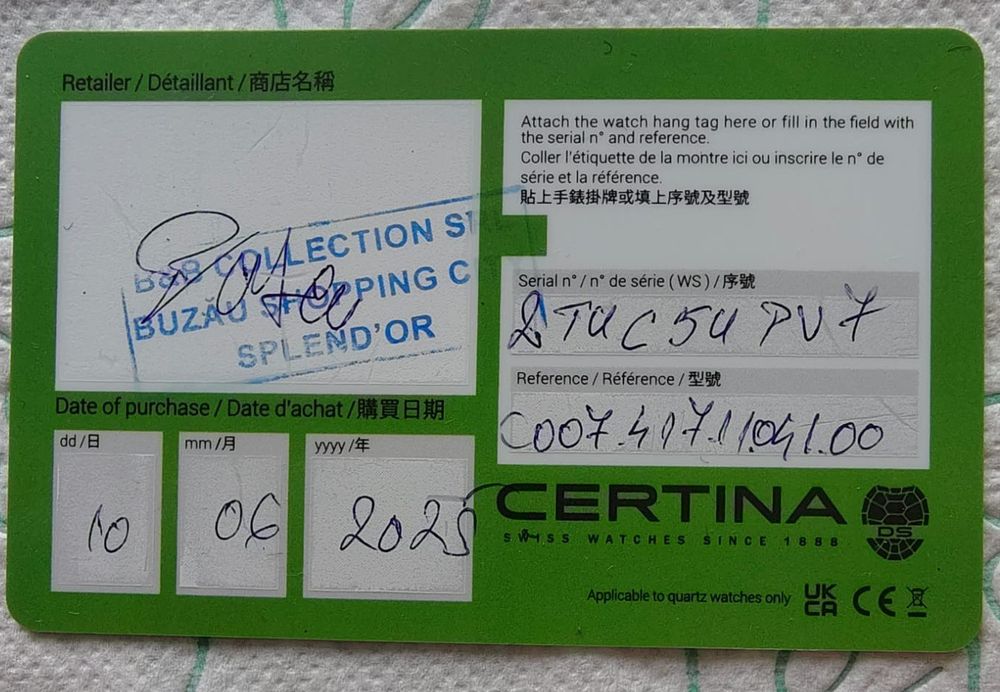 Retailer / Détaillant / 商店名稱
B&B COLLECTION
BUZĂU SHOPPING C
SPLEND'OR
Date of purchase / Date d'achat / 購買日期
dd / 日
mm / 月
yyyy / 年
10
06
2025
Attach the watch hang tag here or fill in the field with
the serial n° and reference.
Coller l'étiquette de la montre ici ou inscrire le n° de
série et la référence.
貼上手錶掛牌或填上序號及型號
Serial n° / n° de série (WS) / 序號
2TUC5UPV7
Reference / Référence / 型號
C007.417.11.041.00
CERTINA
DS
SWISS WATCHES SINCE 1888
Applicable to quartz watches only
UK
CA
CE